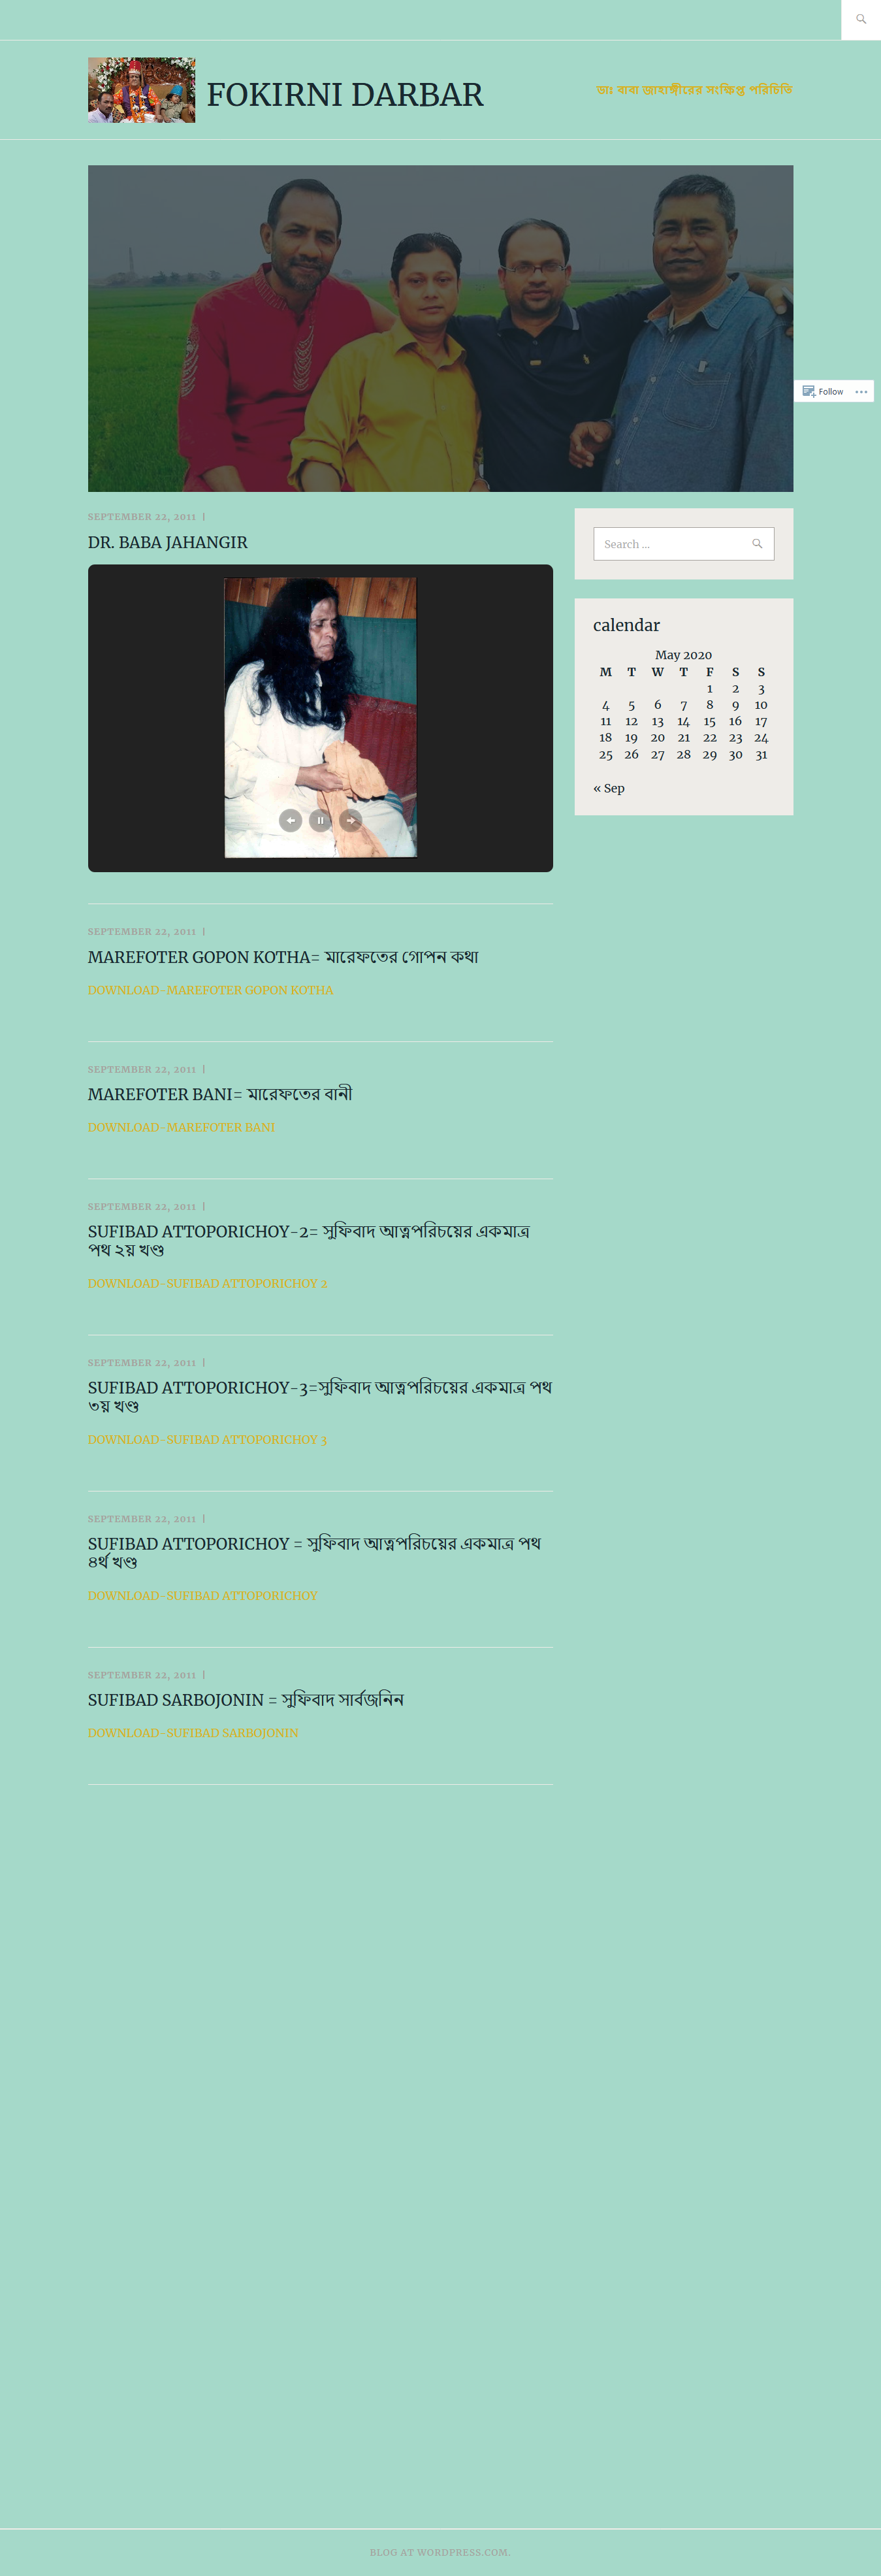 FOKIRNI DARBAR
ডাঃ বাবা জাহাঙ্গীরের সংক্ষিপ্ত পরিচিতি
Follow
SEPTEMBER 22, 2011 |
DR. BABA JAHANGIR
SEPTEMBER 22, 2011 |
MAREFOTER GOPON KOTHA= মারেফতের গোপন কথা
DOWNLOAD-MAREFOTER GOPON KOTHA
SEPTEMBER 22, 2011 |
MAREFOTER BANI= মারেফতের বানী
DOWNLOAD-MAREFOTER BANI
SEPTEMBER 22, 2011 |
SUFIBAD ATTOPORICHOY-2= সুফিবাদ আত্নপরিচয়ের একমাত্র
পথ ২য় খণ্ড
DOWNLOAD-SUFIBAD ATTOPORICHOY 2
SEPTEMBER 22, 2011 |
SUFIBAD ATTOPORICHOY-3=সুফিবাদ আত্নপরিচয়ের একমাত্র পথ
৩য় খণ্ড
DOWNLOAD-SUFIBAD ATTOPORICHOY 3
SEPTEMBER 22, 2011 |
SUFIBAD ATTOPORICHOY = সুফিবাদ আত্নপরিচয়ের একমাত্র পথ
৪র্থ খণ্ড
DOWNLOAD-SUFIBAD ATTOPORICHOY
SEPTEMBER 22, 2011 |
SUFIBAD SARBOJONIN = সুফিবাদ সার্বজনিন
DOWNLOAD-SUFIBAD SARBOJONIN
Search …
calendar
May 2020
M T W T F S S
1 2 3
4 5 6 7 8 9 10
11 12 13 14 15 16 17
18 19 20 21 22 23 24
25 26 27 28 29 30 31
« Sep
BLOG AT WORDPRESS.COM.